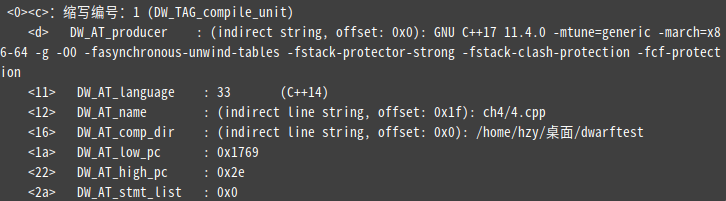 <0><c>：缩写编号：1 (DW_TAG_compile_unit)
<d>   DW_AT_producer    : (indirect string, offset: 0x0): GNU C++17 11.4.0 -mtune=generic -march=x8
6-64 -g -O0 -fasynchronous-unwind-tables -fstack-protector-strong -fstack-clash-protection -fcf-protect
ion
<11>   DW_AT_language    : 33       (C++14)
<12>   DW_AT_name        : (indirect line string, offset: 0x1f): ch4/4.cpp
<16>   DW_AT_comp_dir    : (indirect line string, offset: 0x0): /home/hzy/桌面/dwarftest
<1a>   DW_AT_low_pc      : 0x1769
<22>   DW_AT_high_pc     : 0x2e
<2a>   DW_AT_stmt_list   : 0x0